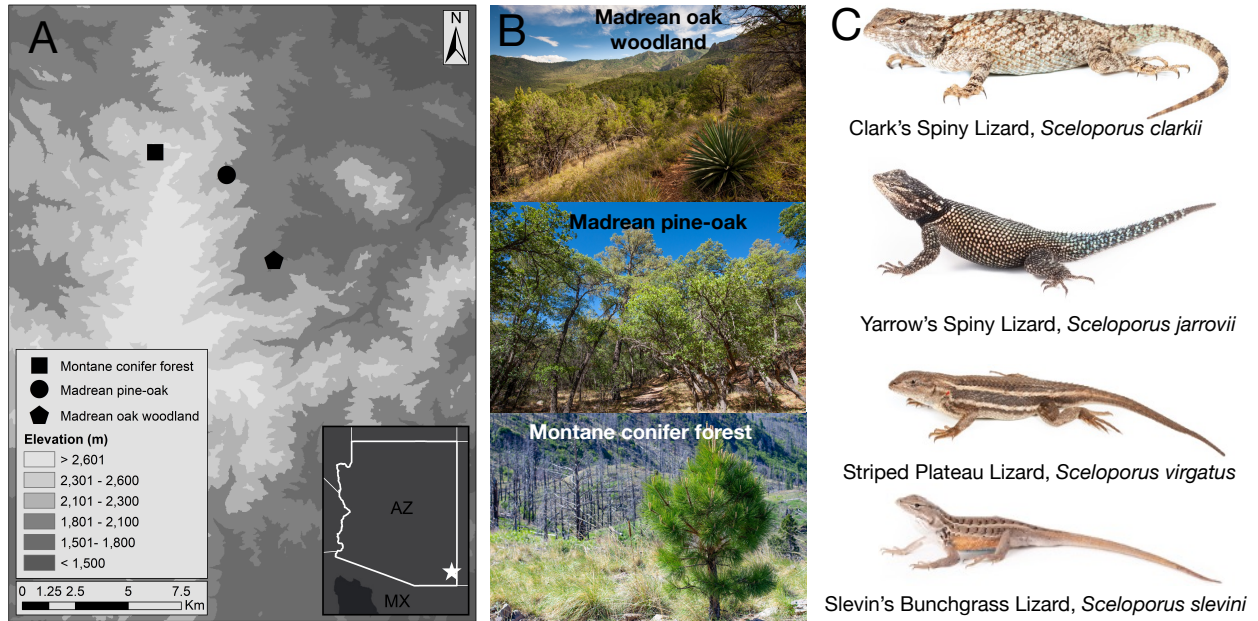 A
N
Montane conifer forest
Madrean pine-oak
Madrean oak woodland
Elevation (m)
> 2,601
2,301 - 2,600
2,101 - 2,300
1,801 - 2,100
1,501- 1,800
< 1,500
0 1.25 2.5 5 7.5
Km
AZ
MX
B
Madrean oak
woodland
Madrean pine-oak
Montane conifer forest
C
Clark's Spiny Lizard, Sceloporus clarkii
Yarrow's Spiny Lizard, Sceloporus jarrovii
Striped Plateau Lizard, Sceloporus virgatus
Slevin's Bunchgrass Lizard, Sceloporus slevini